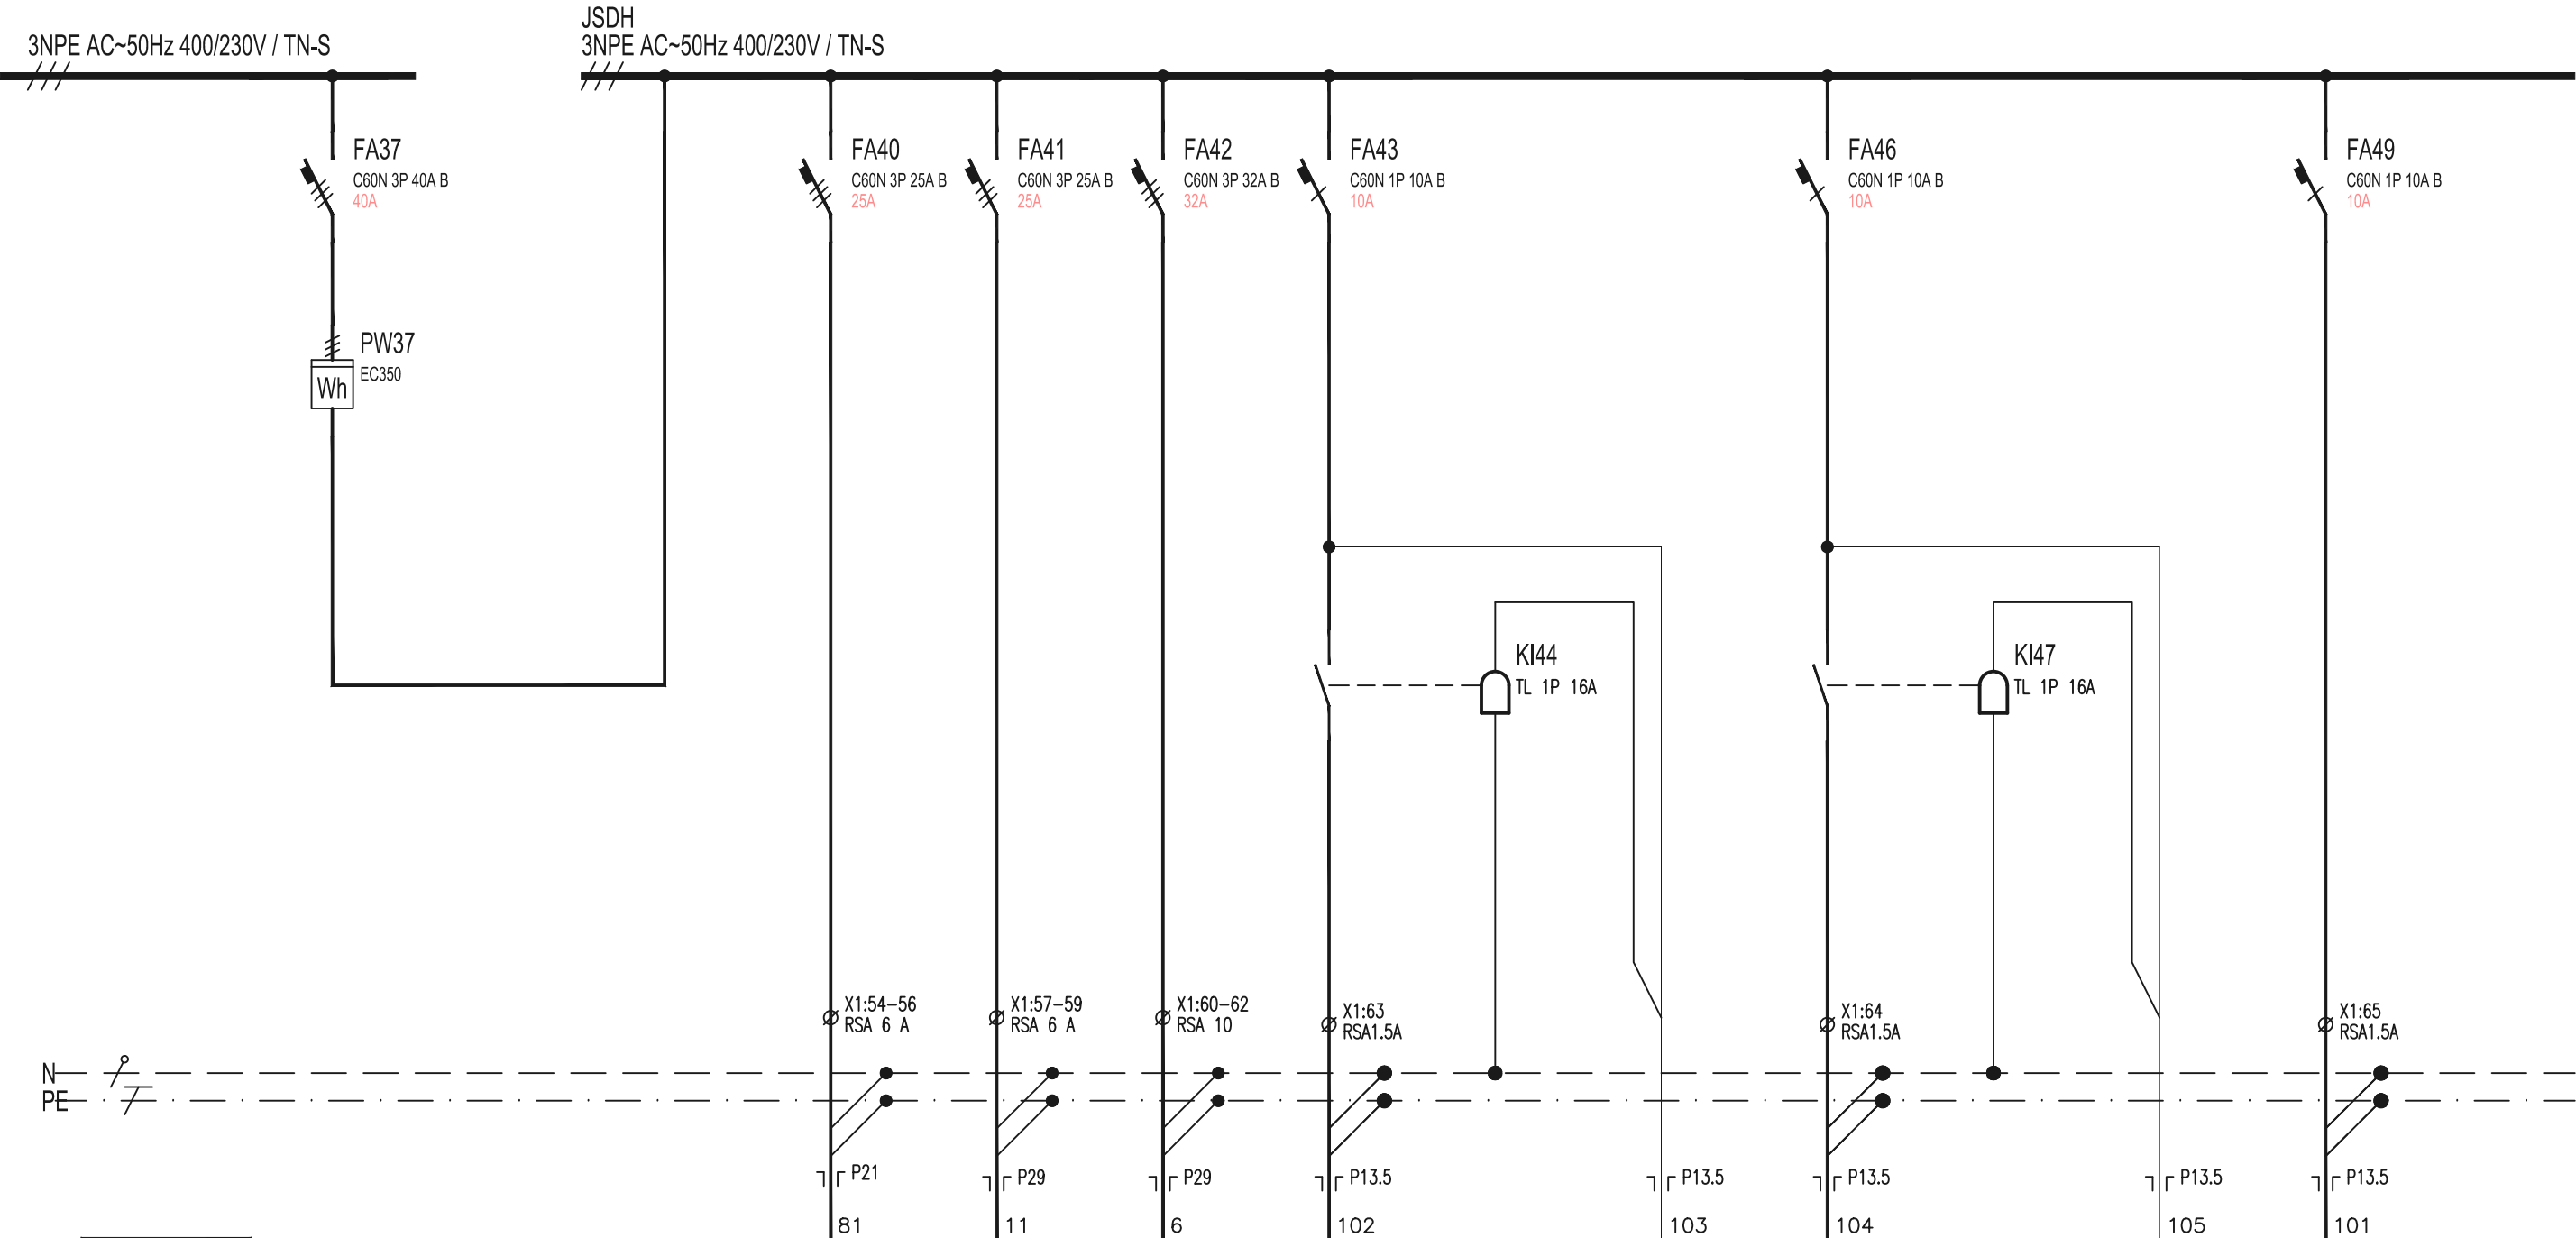 JSDH
3NPE AC~50Hz 400/230V / TN-S
3NPE AC~50Hz 400/230V / TN-S
FA37
C60N 3P 40A B
40A
FA40
C60N 3P 25A B
25A
FA41
C60N 3P 25A B
25A
FA42
C60N 3P 32A B
32A
FA43
C60N 1P 10A B
10A
FA46
C60N 1P 10A B
10A
FA49
C60N 1P 10A B
10A
PW37
EC350
Wh
KI44
TL 1P 16A
KI47
TL 1P 16A
X1:54-56
RSA 6 A
X1:57-59
RSA 6 A
X1:60-62
RSA 10
X1:63
RSA1.5A
X1:64
RSA1.5A
X1:65
RSA1.5A
N
PE
P21
P29
P29
P13.5
P13.5
P13.5
P13.5
P13.5
81
11
6
102
103
104
105
101